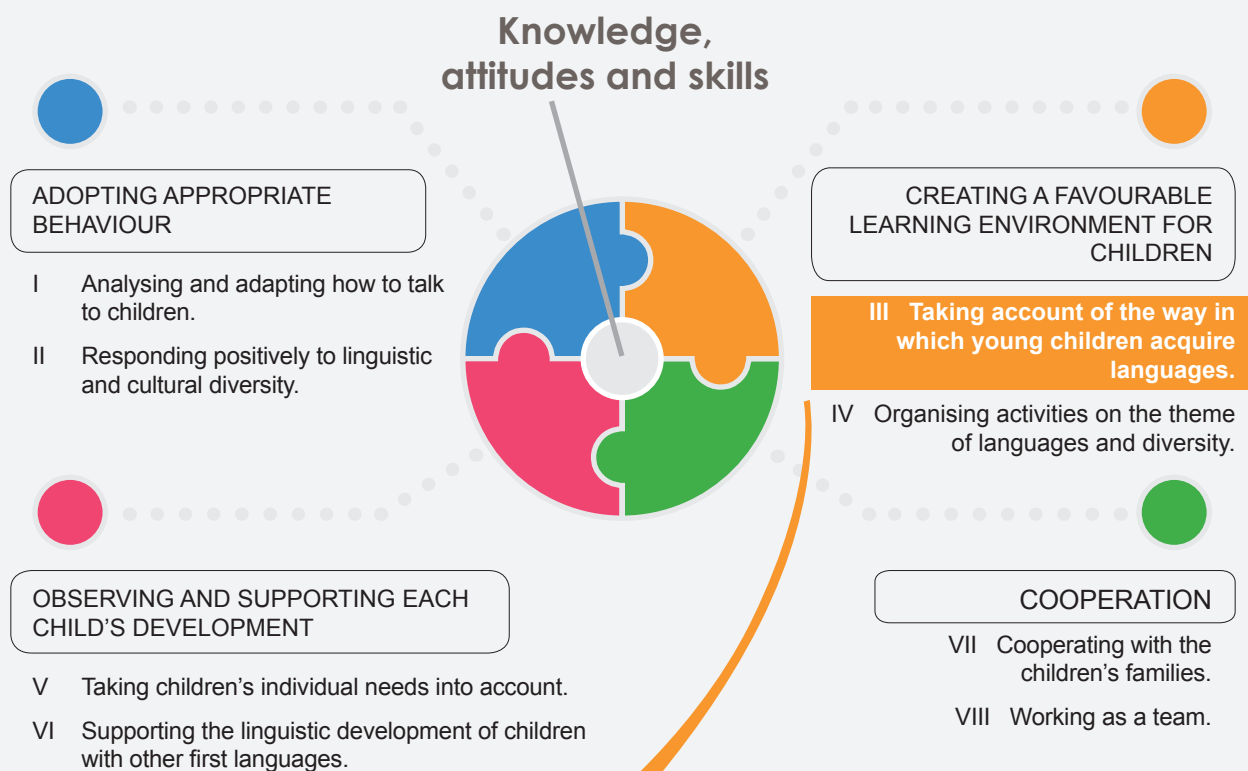 Knowledge,
attitudes and skills
ADOPTING APPROPRIATE
BEHAVIOUR
I Analysing and adapting how to talk
to children.
II Responding positively to linguistic
and cultural diversity.
CREATING A FAVOURABLE
LEARNING ENVIRONMENT FOR
CHILDREN
III Taking account of the way in
which young children acquire
languages.
IV Organising activities on the theme
of languages and diversity.
OBSERVING AND SUPPORTING EACH
CHILD’S DEVELOPMENT
V Taking children’s individual needs into account.
VI Supporting the linguistic development of children
with other first languages.
COOPERATION
VII Cooperating with the
children’s families.
VIII Working as a team.